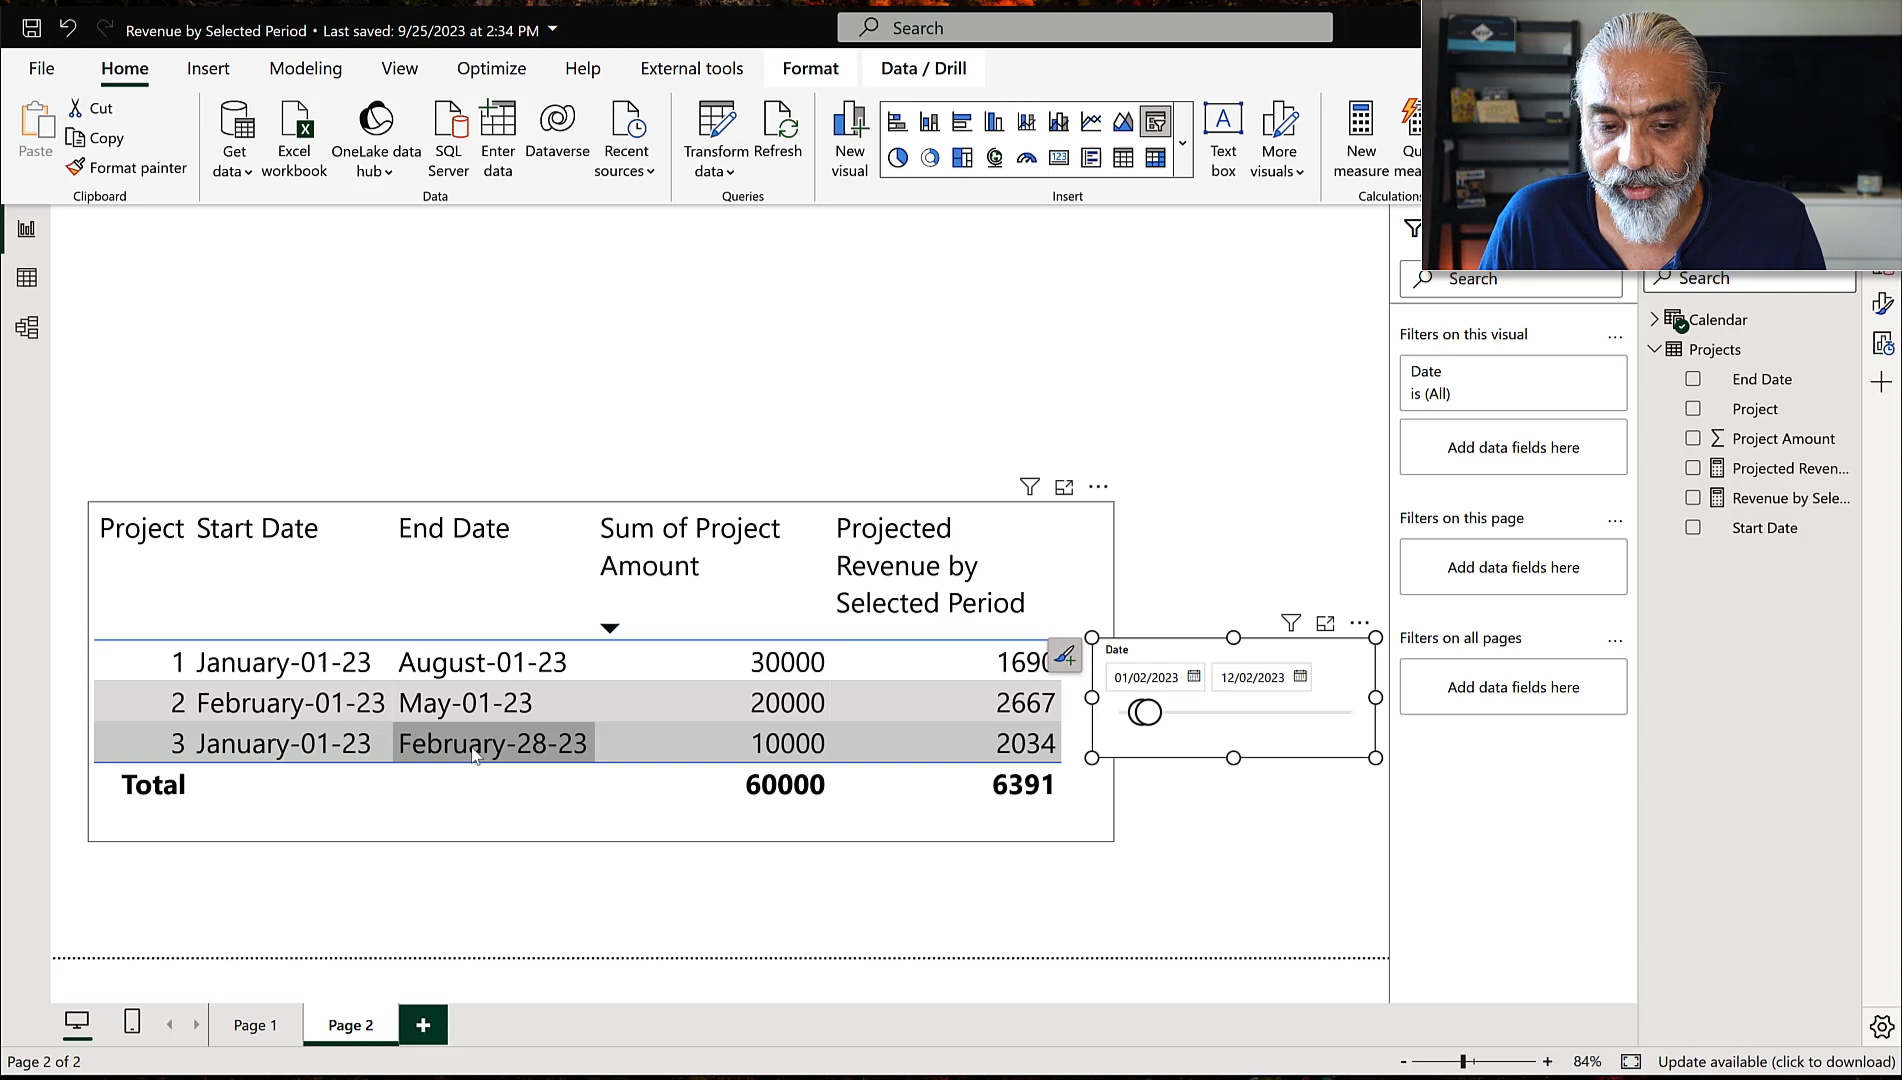 Revenue by Selected Period • Last saved: 9/25/2023 at 2:34 PM
Search
File Home Insert Modeling View Optimize Help External tools Format Data / Drill
Paste
Cut
Copy
Format painter
Clipboard
Get data
Excel workbook
OneLake data hub
SQL Server
Enter data
Dataverse
Recent sources
Data
Transform data
Refresh
Queries
New visual
Text box
More visuals
Insert
New measure
Calculations
Search
Filters on this visual
Date
is (All)
Add data fields here
Filters on this page
Add data fields here
Filters on all pages
Add data fields here
Search
Calendar
Projects
End Date
Project
Project Amount
Projected Reven...
Revenue by Sele...
Start Date
Project Start Date End Date Sum of Project Amount Projected Revenue by Selected Period
1 January-01-23 August-01-23 30000 1690
2 February-01-23 May-01-23 20000 2667
3 January-01-23 February-28-23 10000 2034
Total 60000 6391
Date
01/02/2023 12/02/2023
Page 1
Page 2
Page 2 of 2
- + 84%
Update available (click to download)